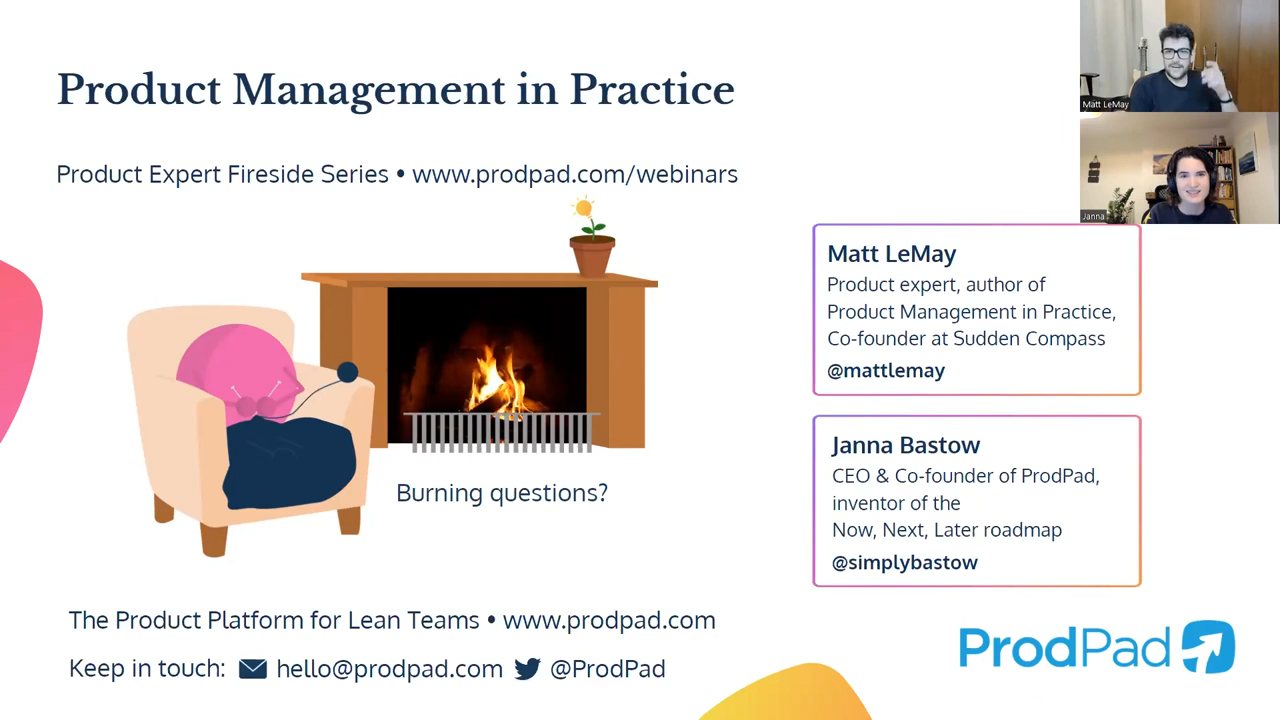 Product Management in Practice
Product Expert Fireside Series • www.prodpad.com/webinars
Matt LeMay
Janna
Matt LeMay
Product expert, author of
Product Management in Practice,
Co-founder at Sudden Compass
@mattlemay
Janna Bastow
CEO & Co-founder of ProdPad,
inventor of the
Now, Next, Later roadmap
@simplybastow
Burning questions?
The Product Platform for Lean Teams • www.prodpad.com
Keep in touch: hello@prodpad.com @ProdPad
ProdPad